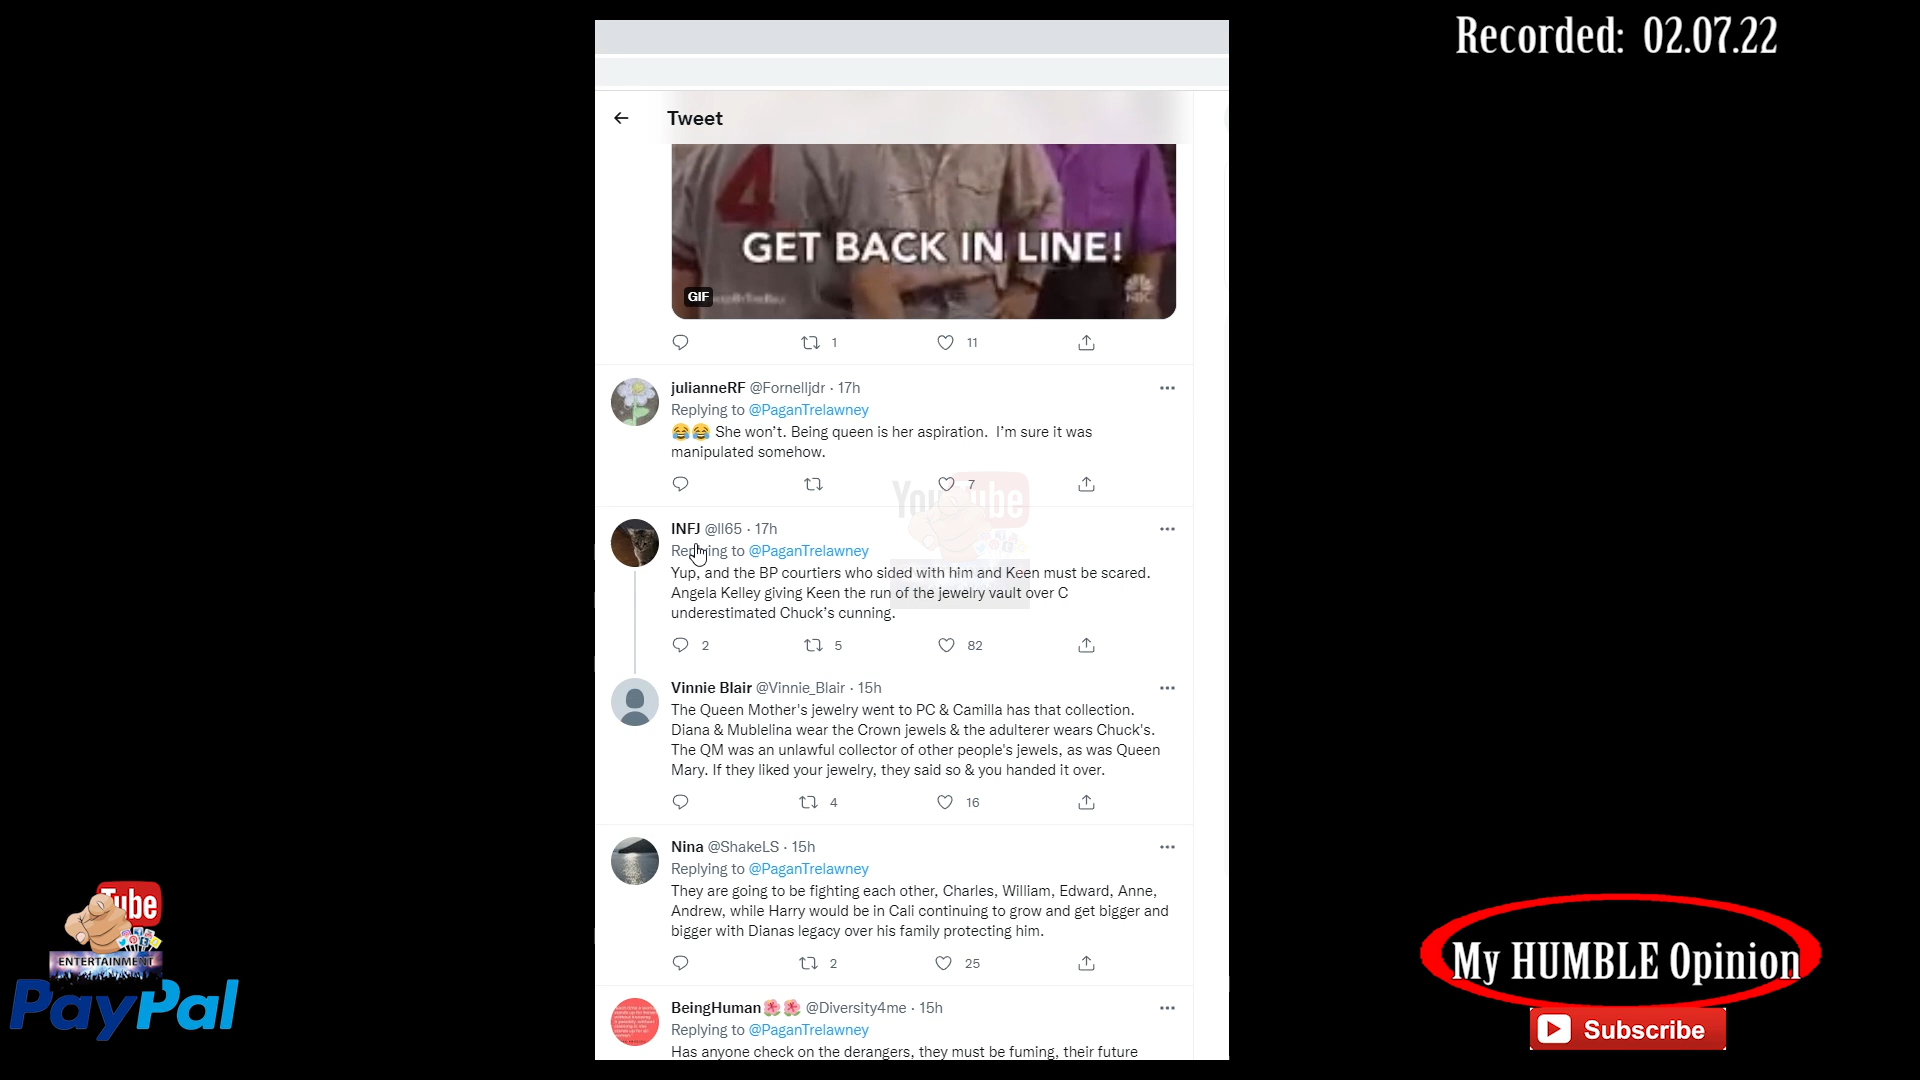 Recorded: 02.07.22
Tweet
4
GET BACK IN LINE!
GIF
NBC
1
11
julianneRF @Fornelljdr · 17h
Replying to @PaganTrelawney
😂😂 She won't. Being queen is her aspiration. I'm sure it was
manipulated somehow.
7
YouTube
INFJ @ll65 · 17h
Replying to @PaganTrelawney
Yup, and the BP courtiers who sided with him and Keen must be scared.
Angela Kelley giving Keen the run of the jewelry vault over C
underestimated Chuck's cunning.
2
5
82
Vinnie Blair @Vinnie_Blair · 15h
The Queen Mother's jewelry went to PC & Camilla has that collection.
Diana & Mublelina wear the Crown jewels & the adulterer wears Chuck's.
The QM was an unlawful collector of other people's jewels, as was Queen
Mary. If they liked your jewelry, they said so & you handed it over.
4
16
Nina @ShakeLS · 15h
Replying to @PaganTrelawney
They are going to be fighting each other, Charles, William, Edward, Anne,
Andrew, while Harry would be in Cali continuing to grow and get bigger and
bigger with Dianas legacy over his family protecting him.
2
25
BeingHuman🌺🌺 @Diversity4me · 15h
Replying to @PaganTrelawney
Has anyone check on the derangers, they must be fuming, their future
Tube
ENTERTAINMENT
PayPal
My HUMBLE Opinion
Subscribe